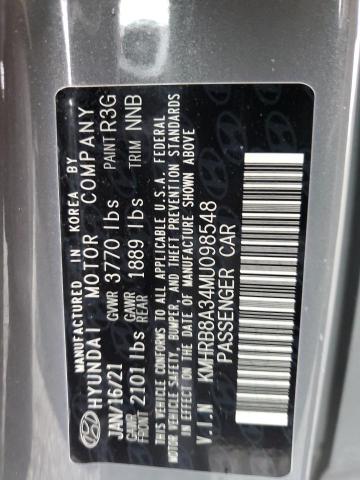 MANUFACTURED IN KOREA BY
HYUNDAI MOTOR COMPANY
JAN/16/21 GVWR 3770 lbs PAINT R3G
GAWR FRONT 2101 lbs GAWR REAR 1889 lbs TRIM NNB
THIS VEHICLE CONFORMS TO ALL APPLICABLE U.S.A. FEDERAL
MOTOR VEHICLE SAFETY, BUMPER, AND THEFT PREVENTION STANDARDS
IN EFFECT ON THE DATE OF MANUFACTURE SHOWN ABOVE
V.I.N. KMHRB8A34MU098548
PASSENGER CAR